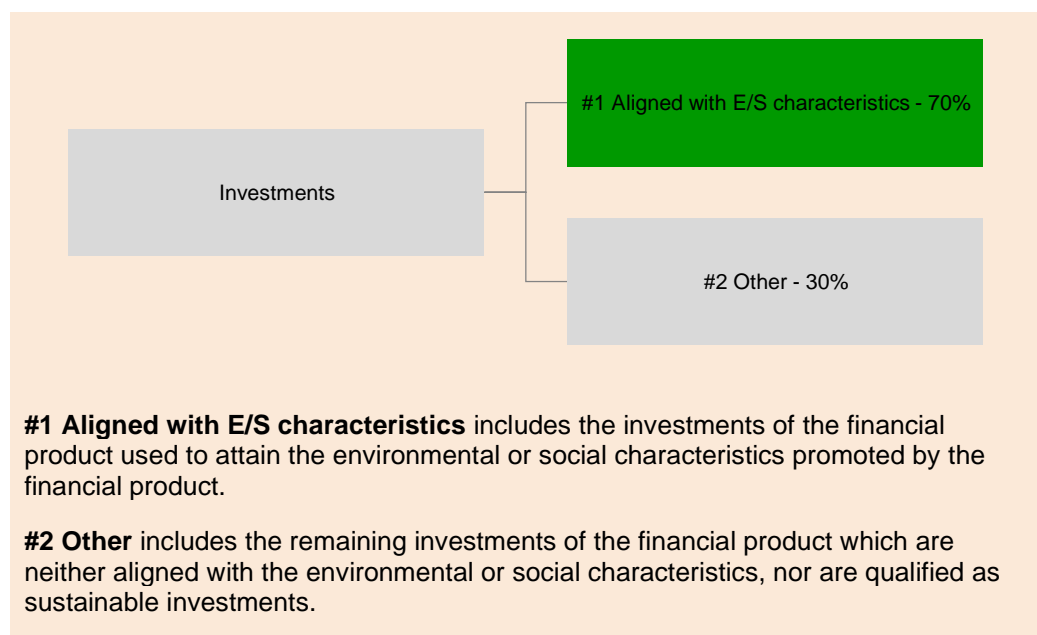 #1 Aligned with E/S characteristics - 70%
Investments
#2 Other - 30%
#1 Aligned with E/S characteristics includes the investments of the financial
product used to attain the environmental or social characteristics promoted by the
financial product.
#2 Other includes the remaining investments of the financial product which are
neither aligned with the environmental or social characteristics, nor are qualified as
sustainable investments.